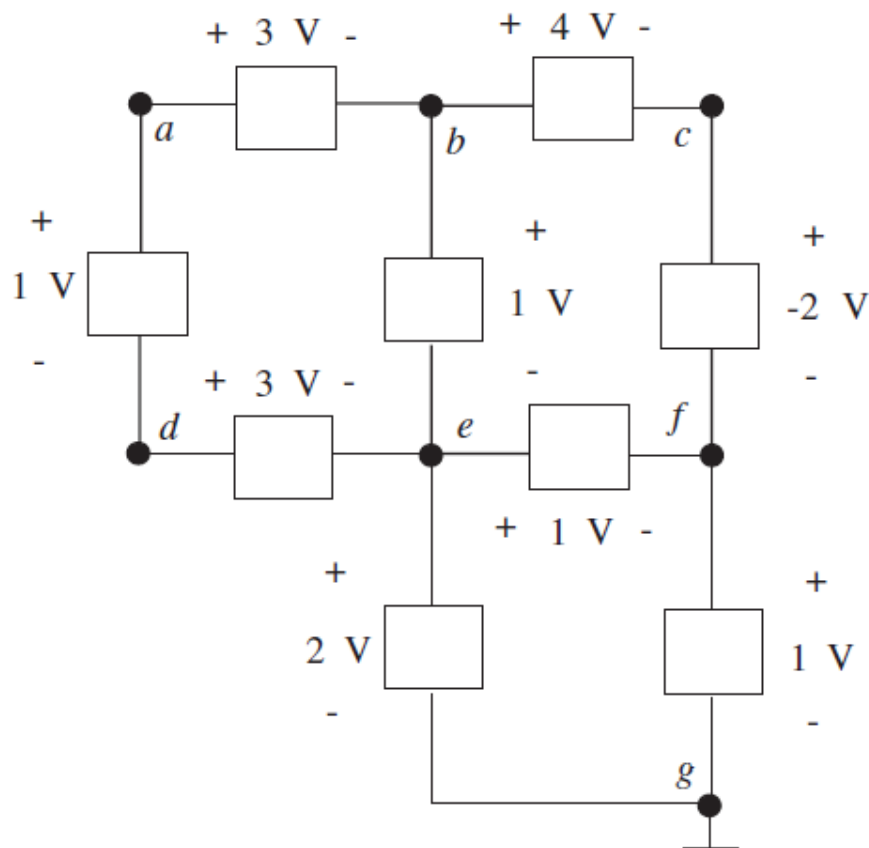 + 3 V -
+ 4 V -
a
b
c
+
1 V
-
+
1 V
-
+
-2 V
-
+ 3 V -
d
e
f
+ 1 V -
+
2 V
-
+
1 V
-
g